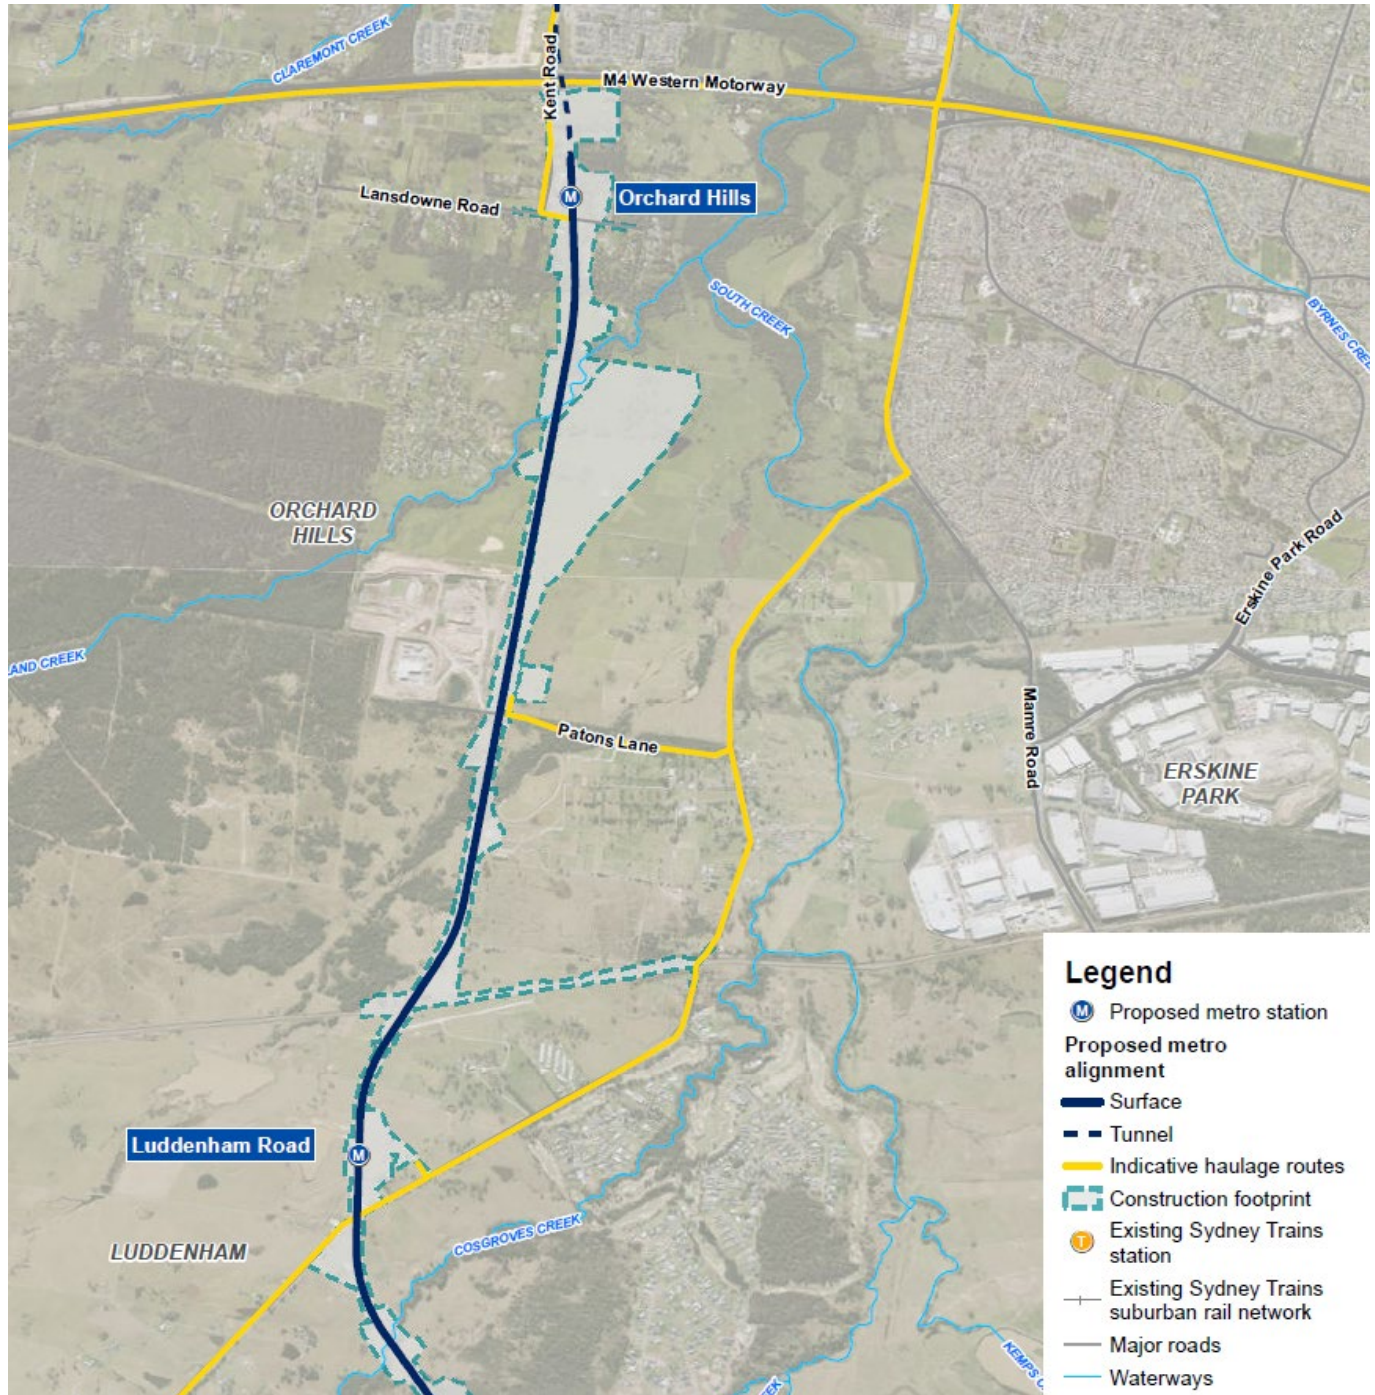 CLAREMONT CREEK
Kent Road
M4 Western Motorway
Lansdowne Road
M
Orchard Hills
SOUTH CREEK
BYRNES CREE
ORCHARD
HILLS
Erskine Park Road
AND CREEK
Patons Lane
Mamre Road
ERSKINE
PARK
Luddenham Road
M
LUDDENHAM
COSGROVES CREEK
KEMPS C
EK
Legend
M Proposed metro station
Proposed metro
alignment
Surface
Tunnel
Indicative haulage routes
Construction footprint
T Existing Sydney Trains
station
Existing Sydney Trains
suburban rail network
Major roads
Waterways